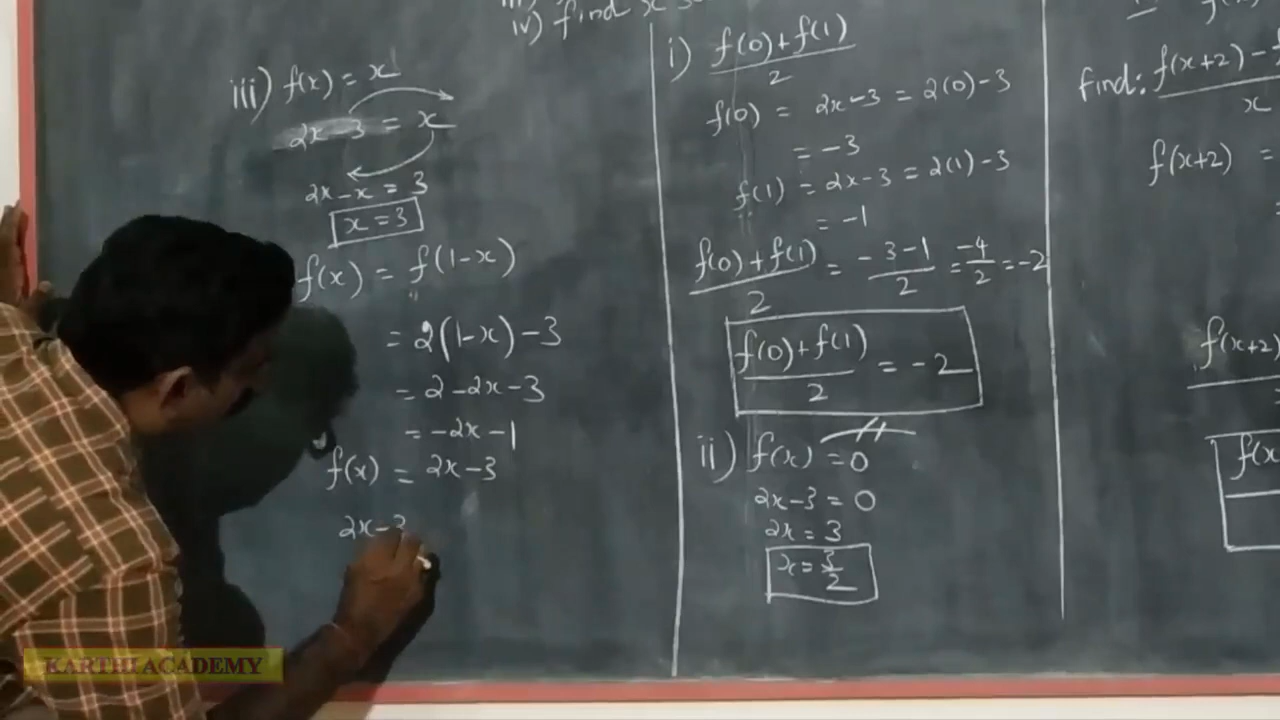 iv) find x s
iii) f(x) = x
2x - 3 = x
2x - x = 3
x = 3
f(x) = f(1-x)
= 2(1-x) - 3
= 2 - 2x - 3
= -2x - 1
f(x) = 2x - 3
2x - 3
i) f(0) + f(1) / 2
f(0) = 2x - 3 = 2(0) - 3
= -3
f(1) = 2x - 3 = 2(1) - 3
= -1
f(0) + f(1) / 2 = -3-1 / 2 = -4 / 2 = -2
f(0) + f(1) / 2 = -2
ii) f(x) = 0
2x - 3 = 0
2x = 3
x = 3 / 2
find: f(x+2) - f / x
f(x+2) =
f(x+2)
=
f(x
KARTHI ACADEMY